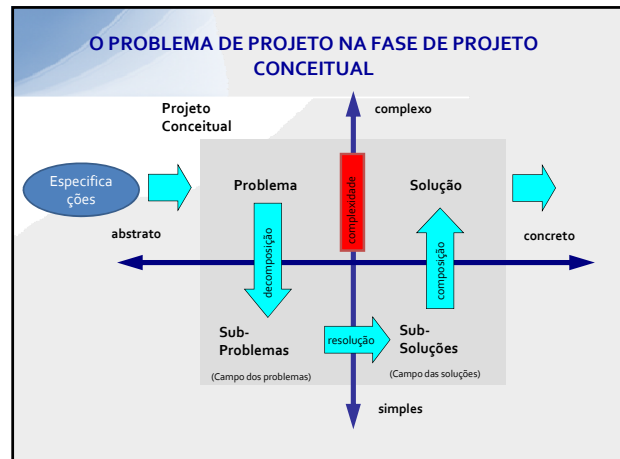 O PROBLEMA DE PROJETO NA FASE DE PROJETO
CONCEITUAL
Projeto
Conceitual
complexo
Especifica
ções
Problema
complexidade
Solução
abstrato
concreto
decomposição
composição
Sub-
Problemas
resolução
Sub-
Soluções
(Campo dos problemas)
(Campo das soluções)
simples